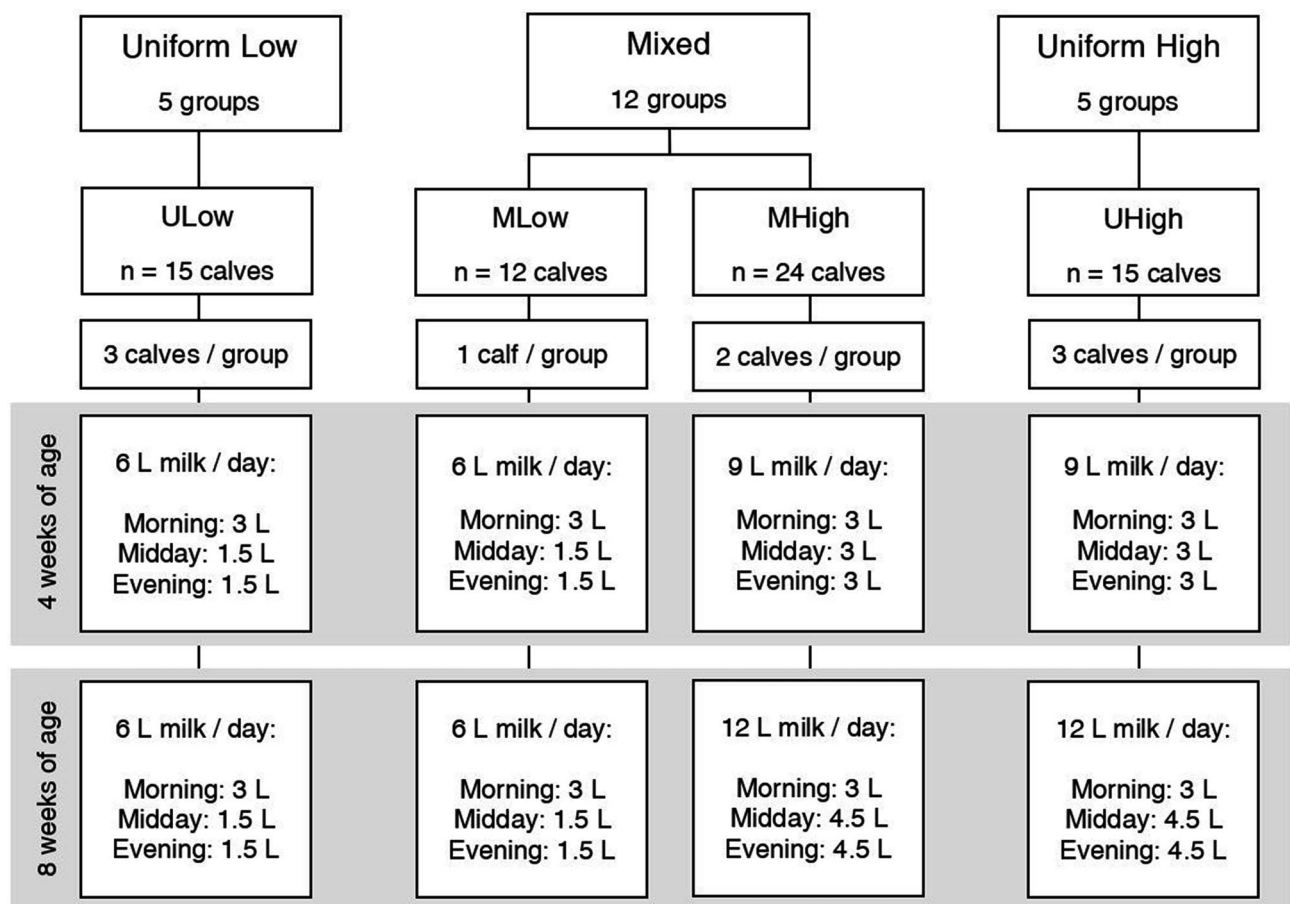 Uniform Low
5 groups
Mixed
12 groups
Uniform High
5 groups
ULow
n = 15 calves
MLow
n = 12 calves
MHigh
n = 24 calves
UHigh
n = 15 calves
3 calves / group
1 calf / group
2 calves / group
3 calves / group
4 weeks of age
6 L milk / day:
Morning: 3 L
Midday: 1.5 L
Evening: 1.5 L
6 L milk / day:
Morning: 3 L
Midday: 1.5 L
Evening: 1.5 L
9 L milk / day:
Morning: 3 L
Midday: 3 L
Evening: 3 L
9 L milk / day:
Morning: 3 L
Midday: 3 L
Evening: 3 L
8 weeks of age
6 L milk / day:
Morning: 3 L
Midday: 1.5 L
Evening: 1.5 L
6 L milk / day:
Morning: 3 L
Midday: 1.5 L
Evening: 1.5 L
12 L milk / day:
Morning: 3 L
Midday: 4.5 L
Evening: 4.5 L
12 L milk / day:
Morning: 3 L
Midday: 4.5 L
Evening: 4.5 L